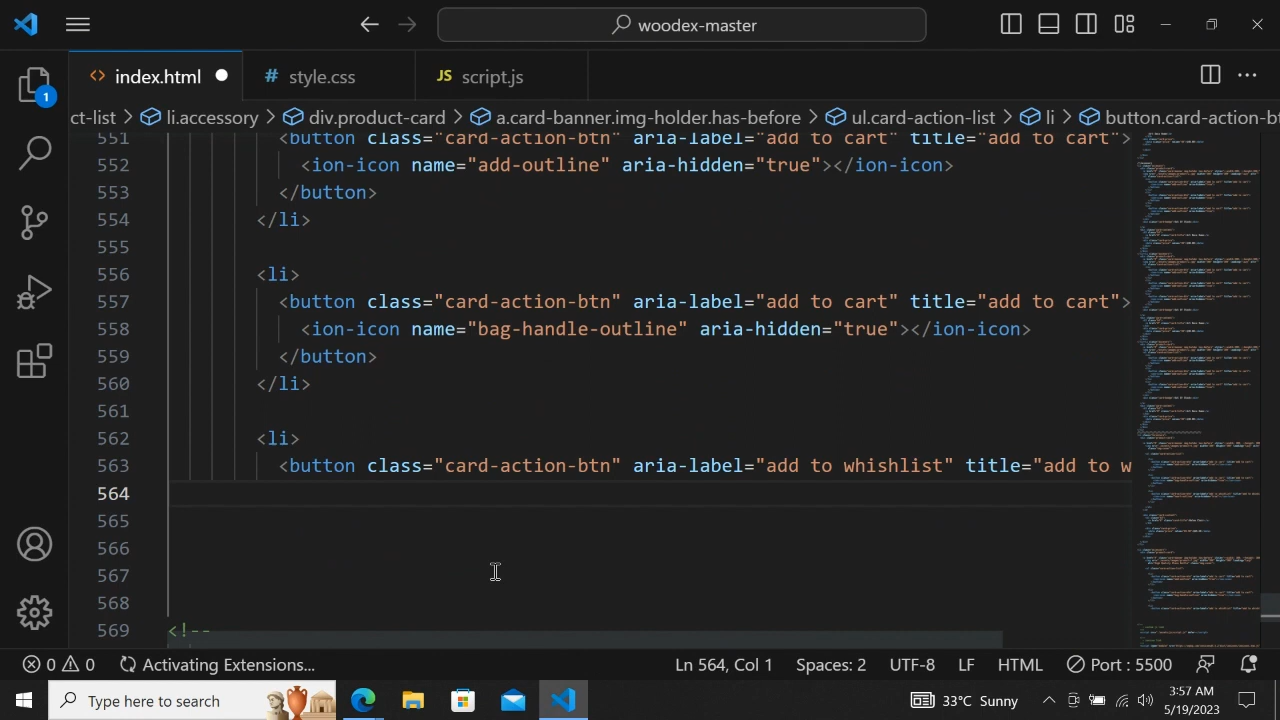 woodex-master
index.html
# style.css
JS script.js
ct-list > li.accessory > div.product-card > a.card-banner.img-holder.has-before > ul.card-action-list > li > button.card-action-b
551 <button class="card-action-btn" aria-label="add to cart" title="add to cart">
552 <ion-icon name="add-outline" aria-hidden="true"></ion-icon>
553 </button>
554 </li>
555
556 <li>
557 <button class="card-action-btn" aria-label="add to cart" title="add to cart">
558 <ion-icon name="bag-handle-outline" aria-hidden="true"></ion-icon>
559 </button>
560 </li>
561
562 <li>
563 <button class="card-action-btn" aria-label="add to whishlist" title="add to w
564
565
566
567
568
569 <!--
1
0 0 Activating Extensions... Ln 564, Col 1 Spaces: 2 UTF-8 LF HTML Port : 5500
Type here to search
33°C Sunny
3:57 AM
5/19/2023